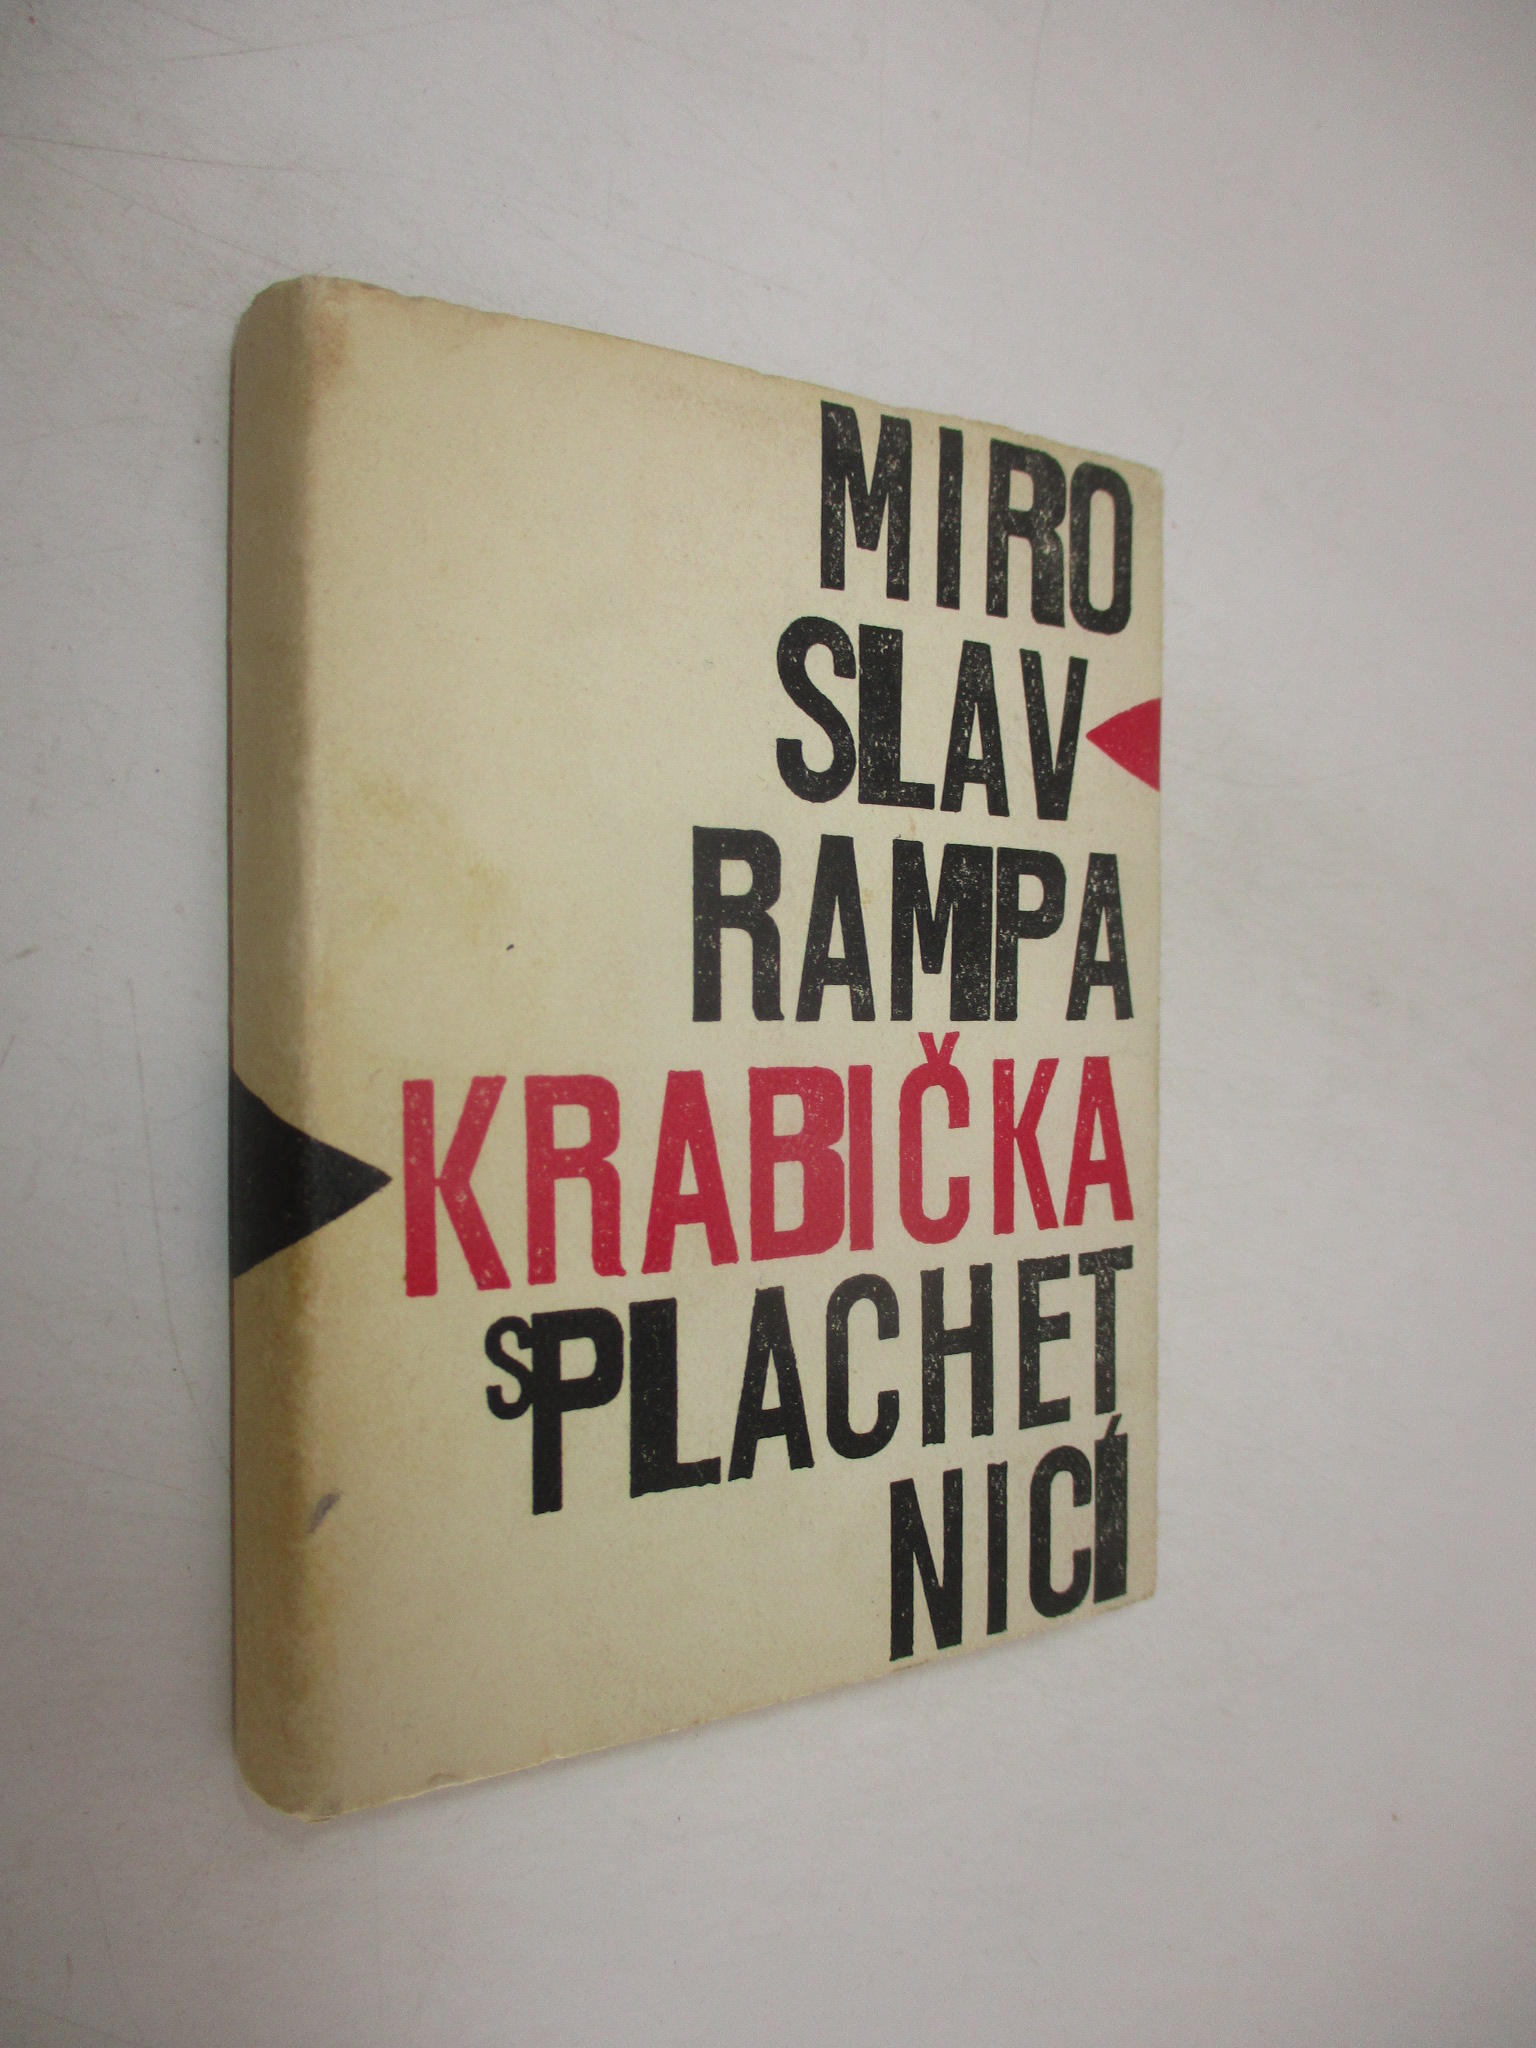 MIRO
SLAV
RAMPA
KRABIČKA
S PLACHET
NICÍ